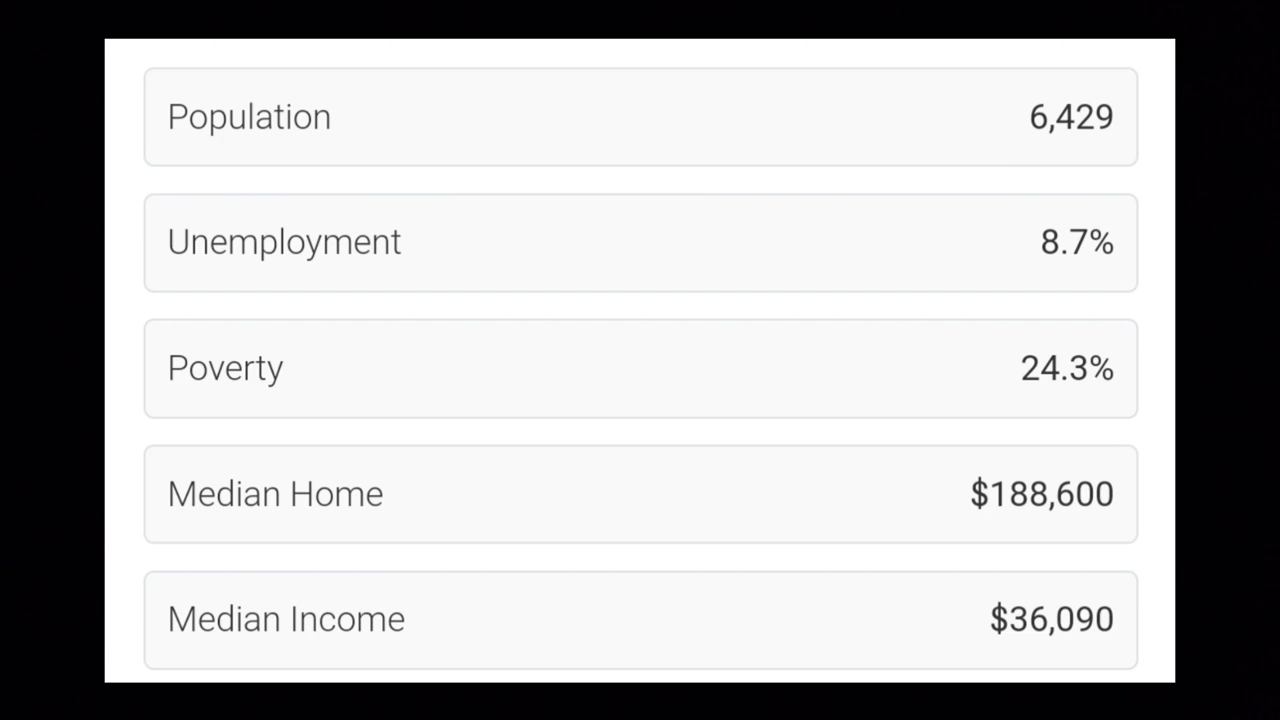 Population 6,429
Unemployment 8.7%
Poverty 24.3%
Median Home $188,600
Median Income $36,090